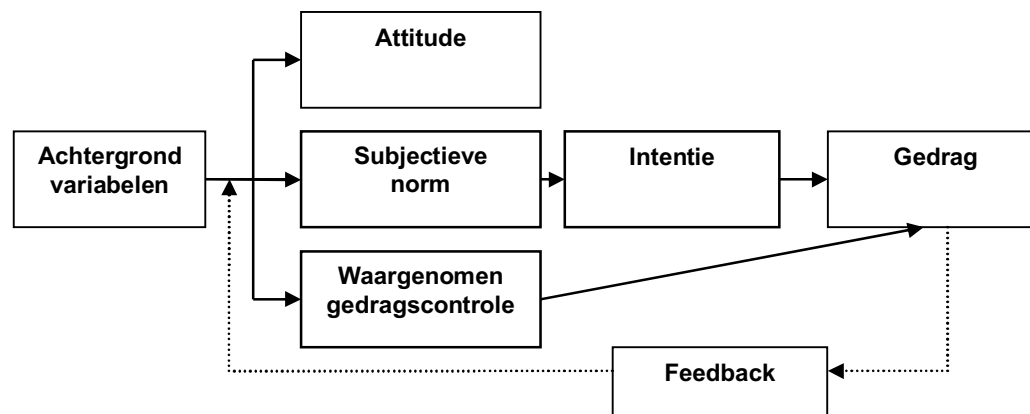 Attitude
Achtergrond
variabelen
Subjectieve
norm
Intentie
Gedrag
Waargenomen
gedragscontrole
Feedback